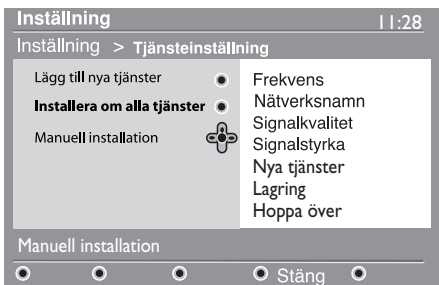 Inställning 11:28
Inställning > Tjänsteinställning
Lägg till nya tjänster
Installera om alla tjänster
Manuell installation
Frekvens
Nätverksnamn
Signalkvalitet
Signalstyrka
Nya tjänster
Lagring
Hoppa över
Manuell installation
Stäng